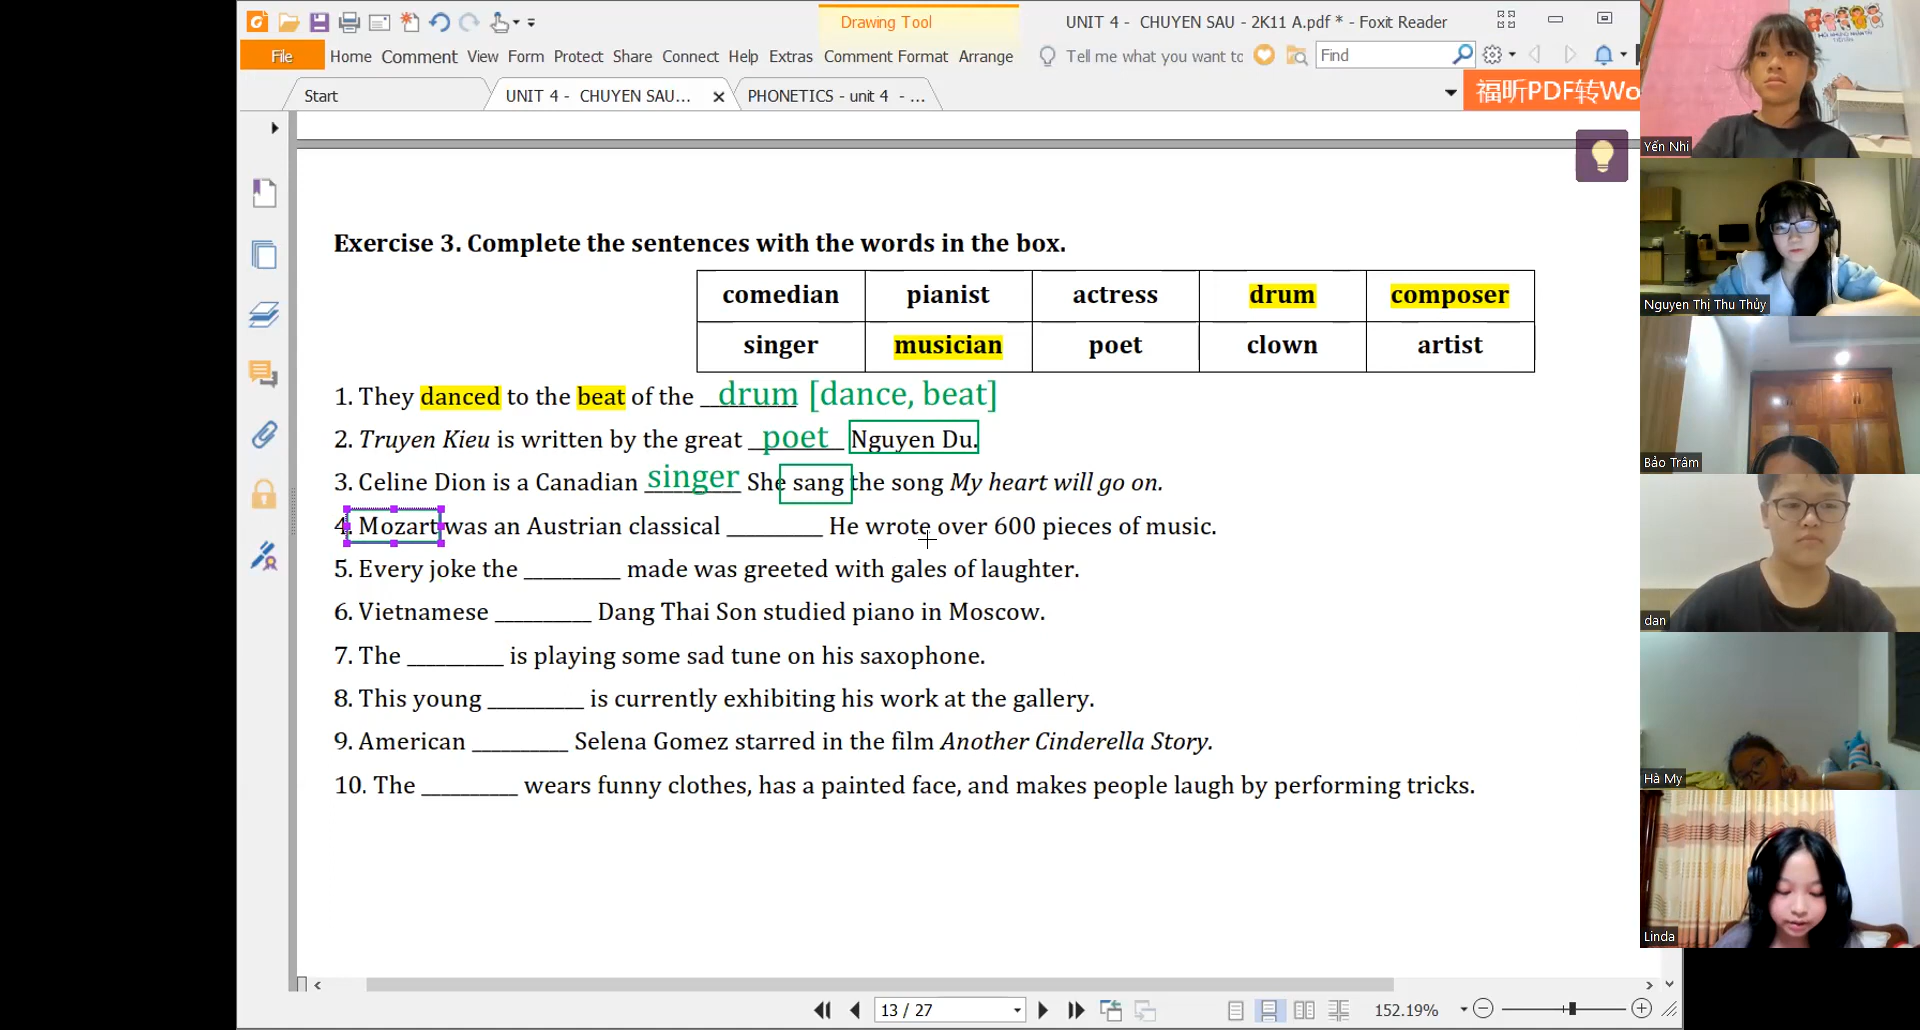 Drawing Tool
UNIT 4 - CHUYEN SAU - 2K11 A.pdf * - Foxit Reader
File Home Comment View Form Protect Share Connect Help Extras Comment Format Arrange Tell me what you want to Find
Start UNIT 4 - CHUYEN SAU... PHONETICS - unit 4 - ... 福昕PDF转Wo
Exercise 3. Complete the sentences with the words in the box.
comedian pianist actress drum composer
singer musician poet clown artist
1. They danced to the beat of the drum [dance, beat]
2. Truyen Kieu is written by the great poet Nguyen Du.
3. Celine Dion is a Canadian singer She sang the song My heart will go on.
4. Mozart was an Austrian classical __________ He wrote over 600 pieces of music.
5. Every joke the __________ made was greeted with gales of laughter.
6. Vietnamese __________ Dang Thai Son studied piano in Moscow.
7. The __________ is playing some sad tune on his saxophone.
8. This young __________ is currently exhibiting his work at the gallery.
9. American __________ Selena Gomez starred in the film Another Cinderella Story.
10. The __________ wears funny clothes, has a painted face, and makes people laugh by performing tricks.
13 / 27
152.19%
Yến Nhi
Nguyen Thị Thu Thủy
Bảo Trâm
dan
Hà My
Linda